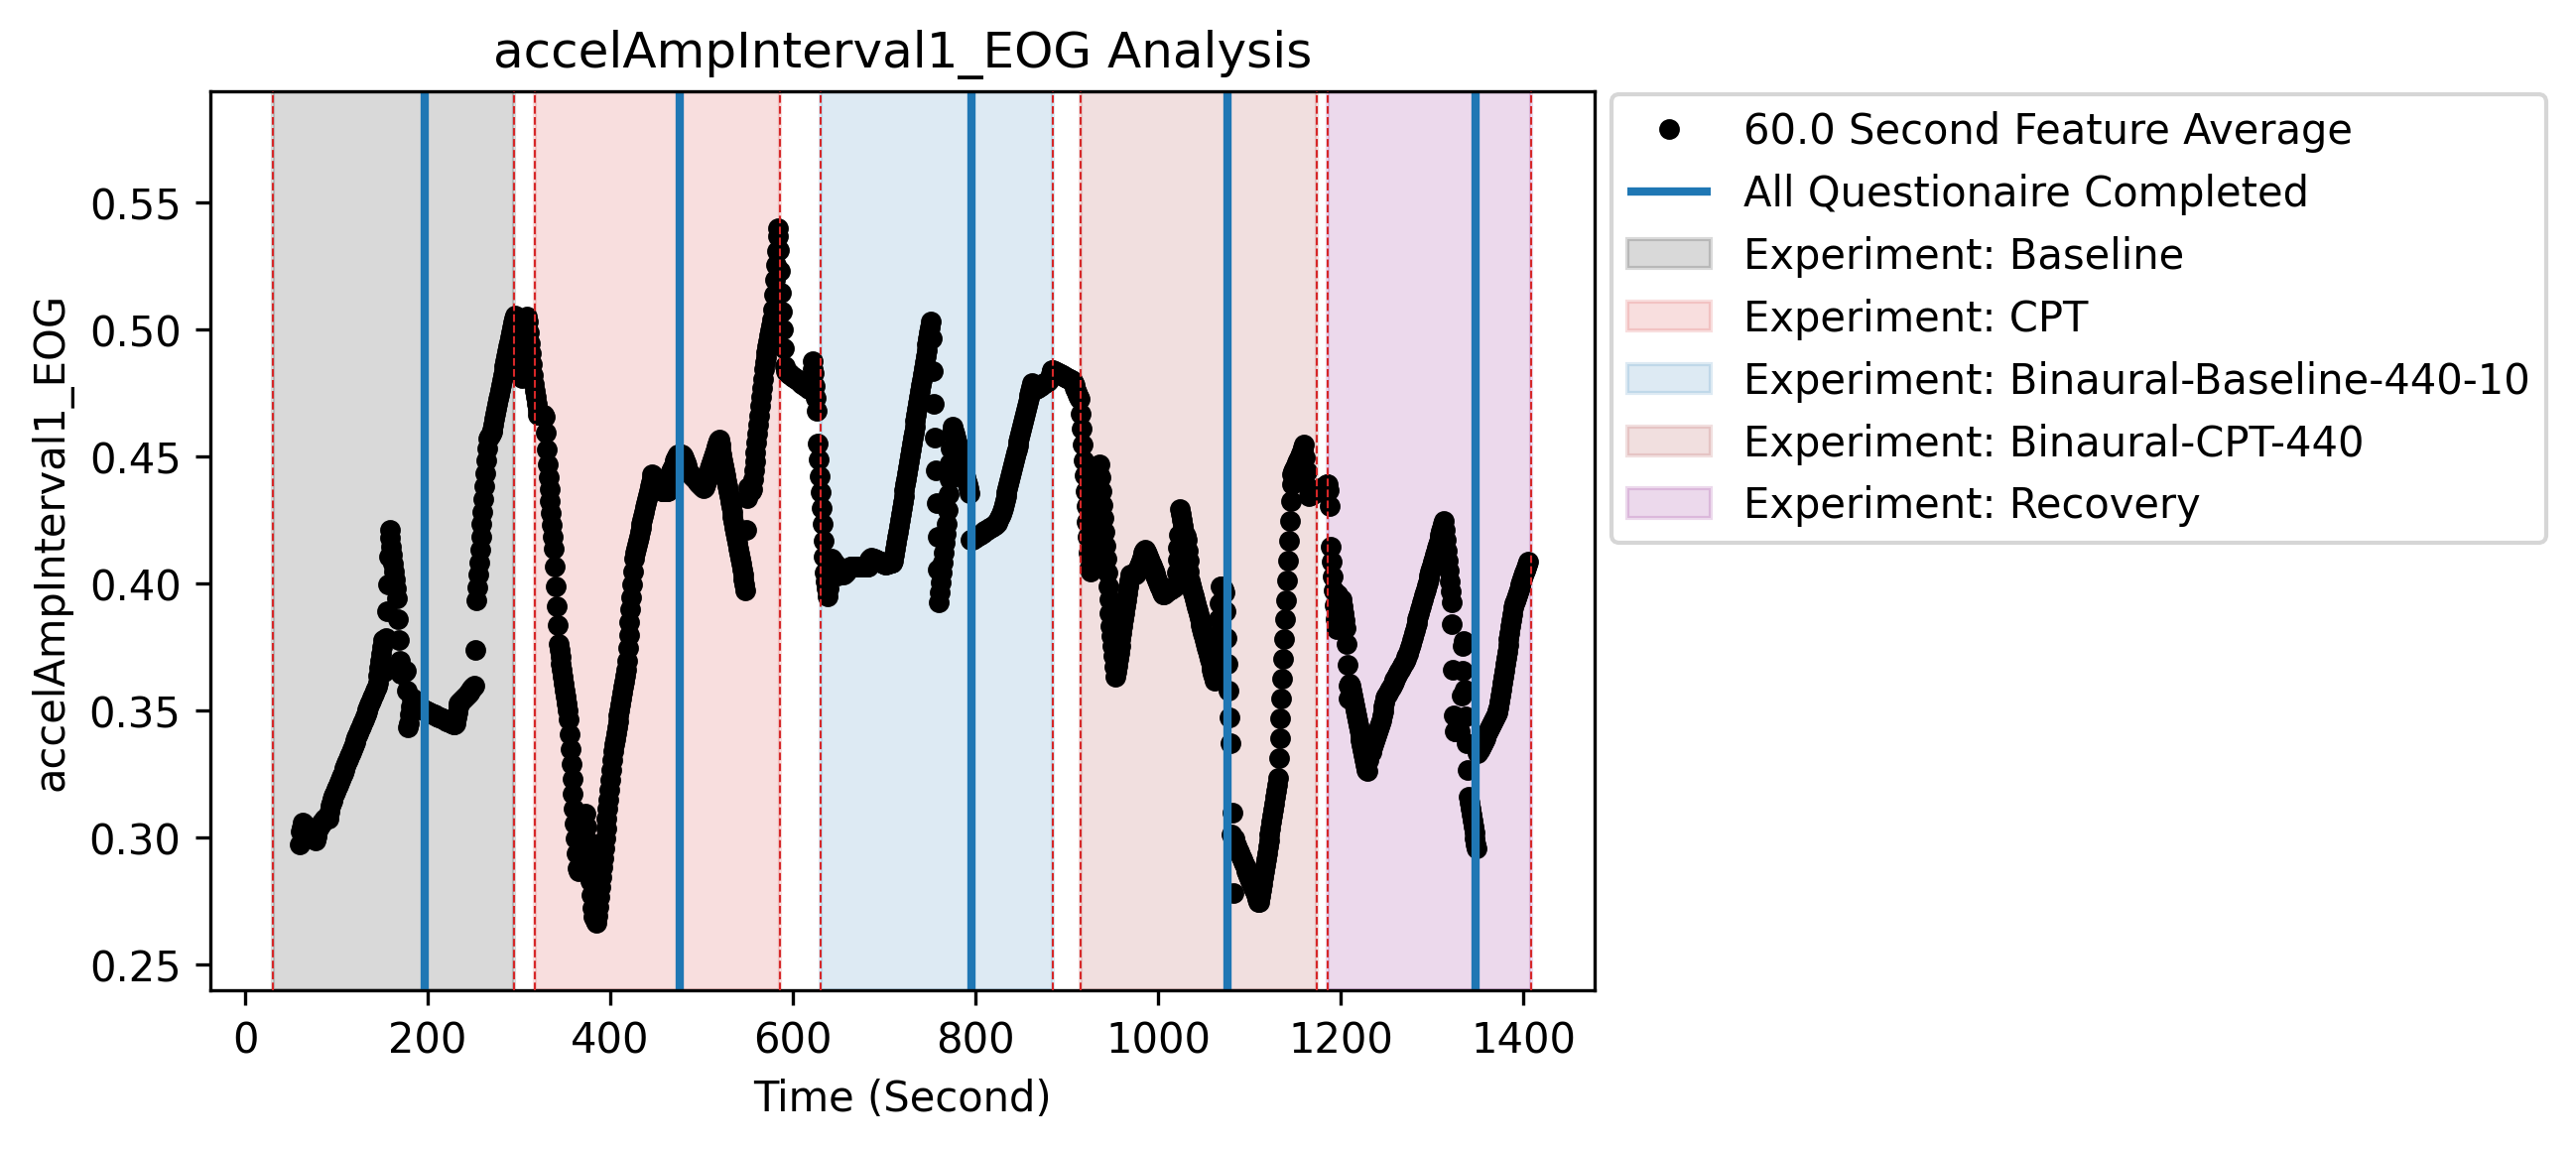 accelAmpInterval1_EOG Analysis
accelAmpInterval1_EOG
0.55
0.50
0.45
0.40
0.35
0.30
0.25
0 200 400 600 800 1000 1200 1400
Time (Second)
60.0 Second Feature Average
All Questionaire Completed
Experiment: Baseline
Experiment: CPT
Experiment: Binaural-Baseline-440-10
Experiment: Binaural-CPT-440
Experiment: Recovery